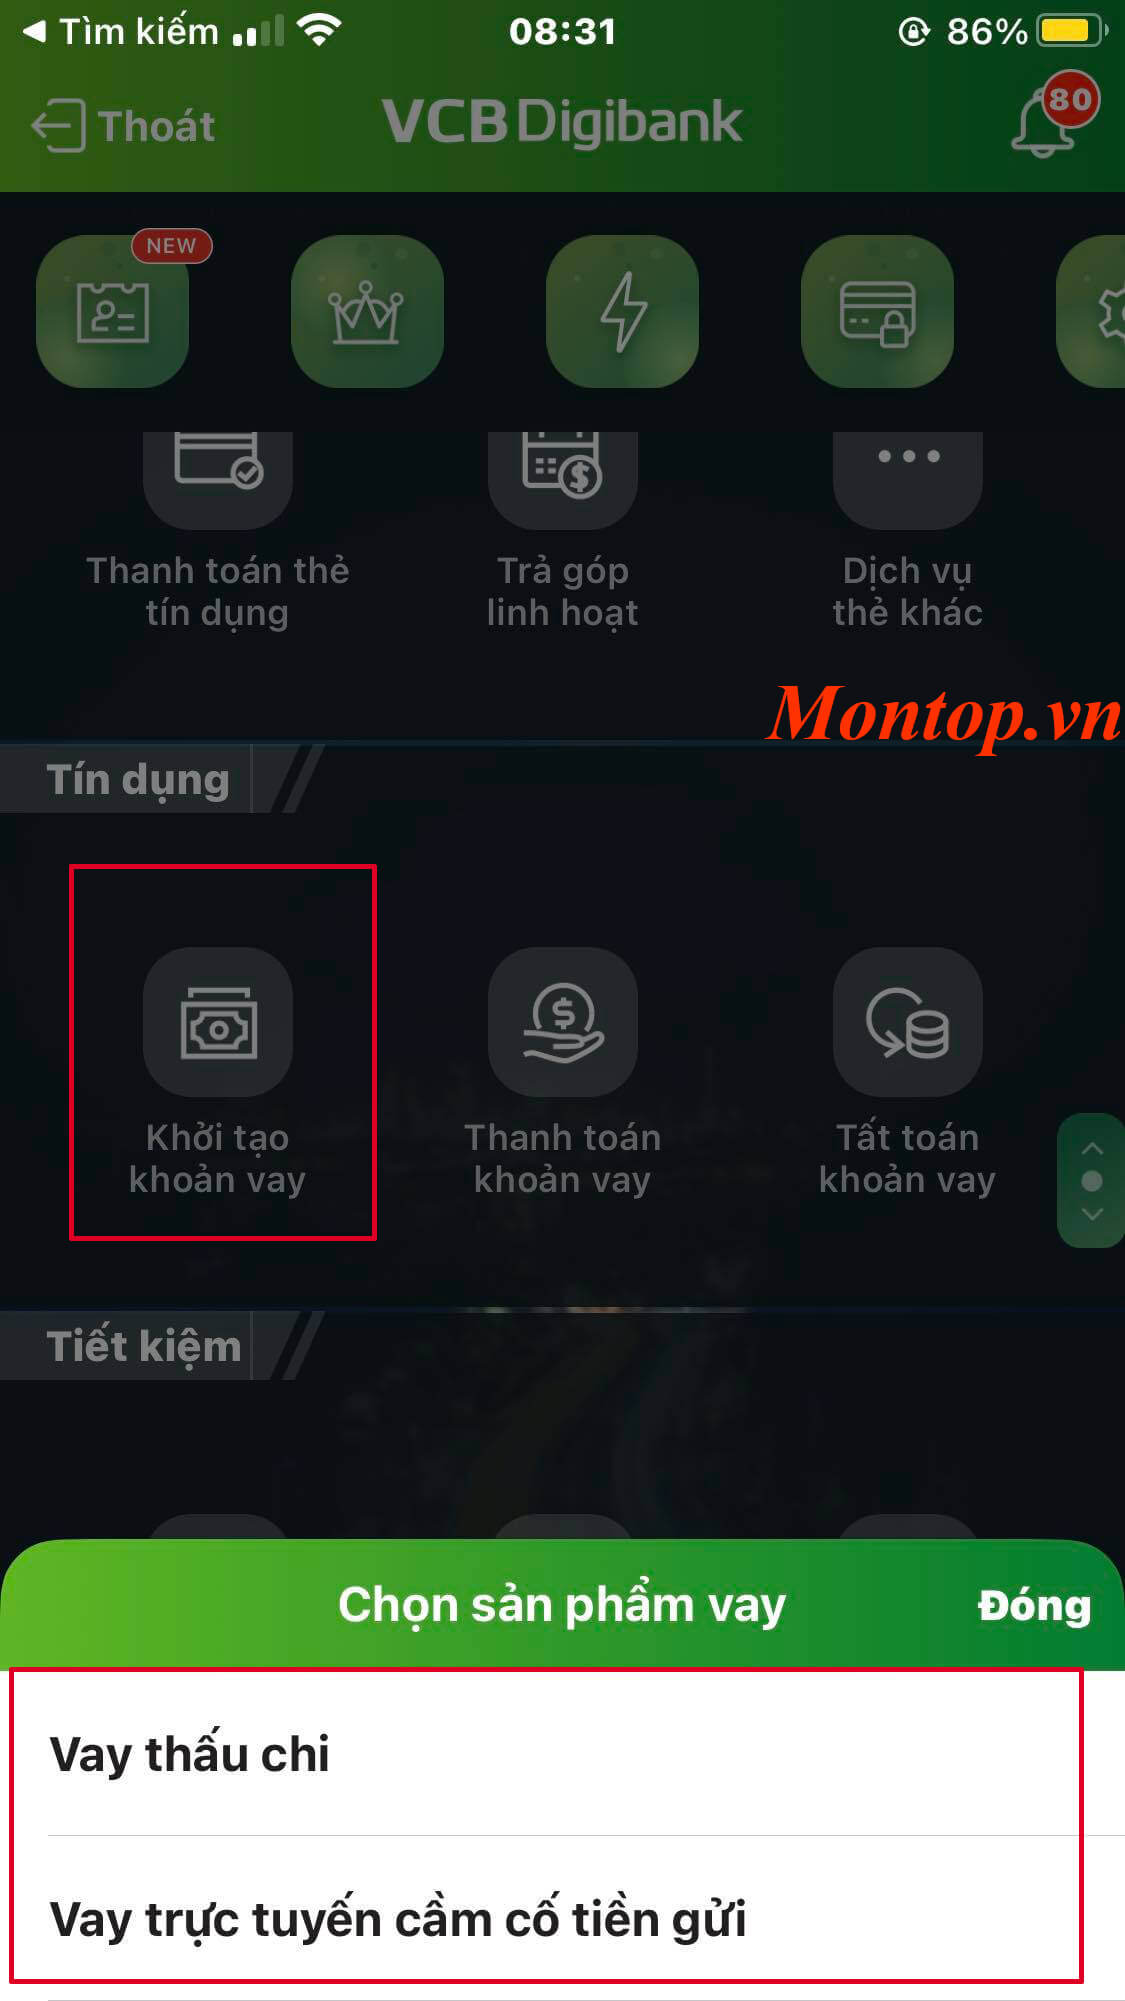 Tìm kiếm
08:31
86%
Thoát
VCB Digibank
80
NEW
Thanh toán thẻ
tín dụng
Trả góp
linh hoạt
Dịch vụ
thẻ khác
Montop.vn
Tín dụng
Khởi tạo
khoản vay
Thanh toán
khoản vay
Tất toán
khoản vay
Tiết kiệm
Chọn sản phẩm vay
Đóng
Vay thấu chi
Vay trực tuyến cầm cố tiền gửi